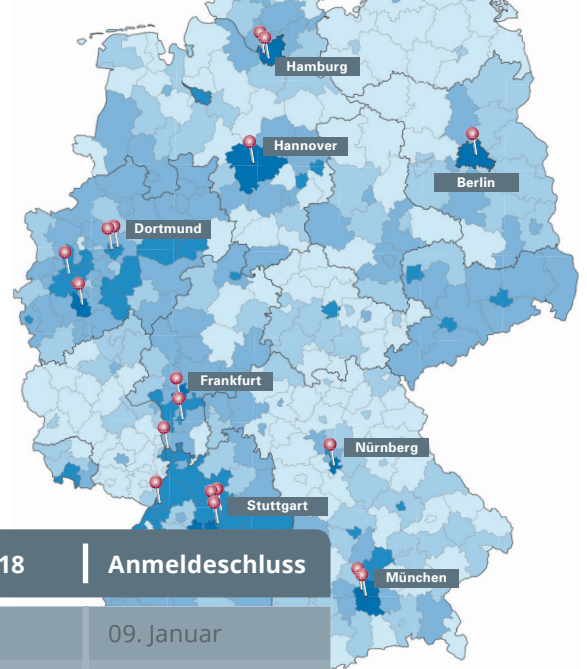 Hamburg
Hannover
Berlin
Dortmund
Frankfurt
Nürnberg
Stuttgart
18 | Anmeldeschluss
München
09. Januar